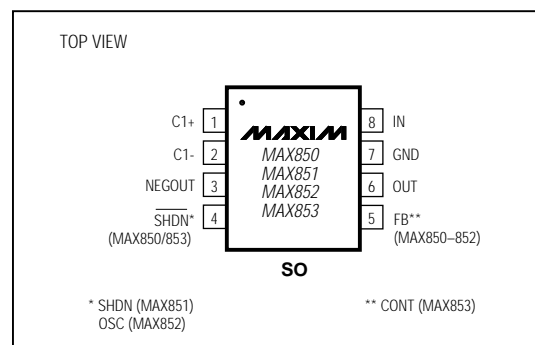 TOP VIEW
C1+ 1
C1- 2
NEGOUT 3
SHDN* 4
(MAX850/853)
MAXIM
MAX850
MAX851
MAX852
MAX853
8 IN
7 GND
6 OUT
5 FB**
(MAX850–852)
SO
* SHDN (MAX851)
OSC (MAX852)
** CONT (MAX853)